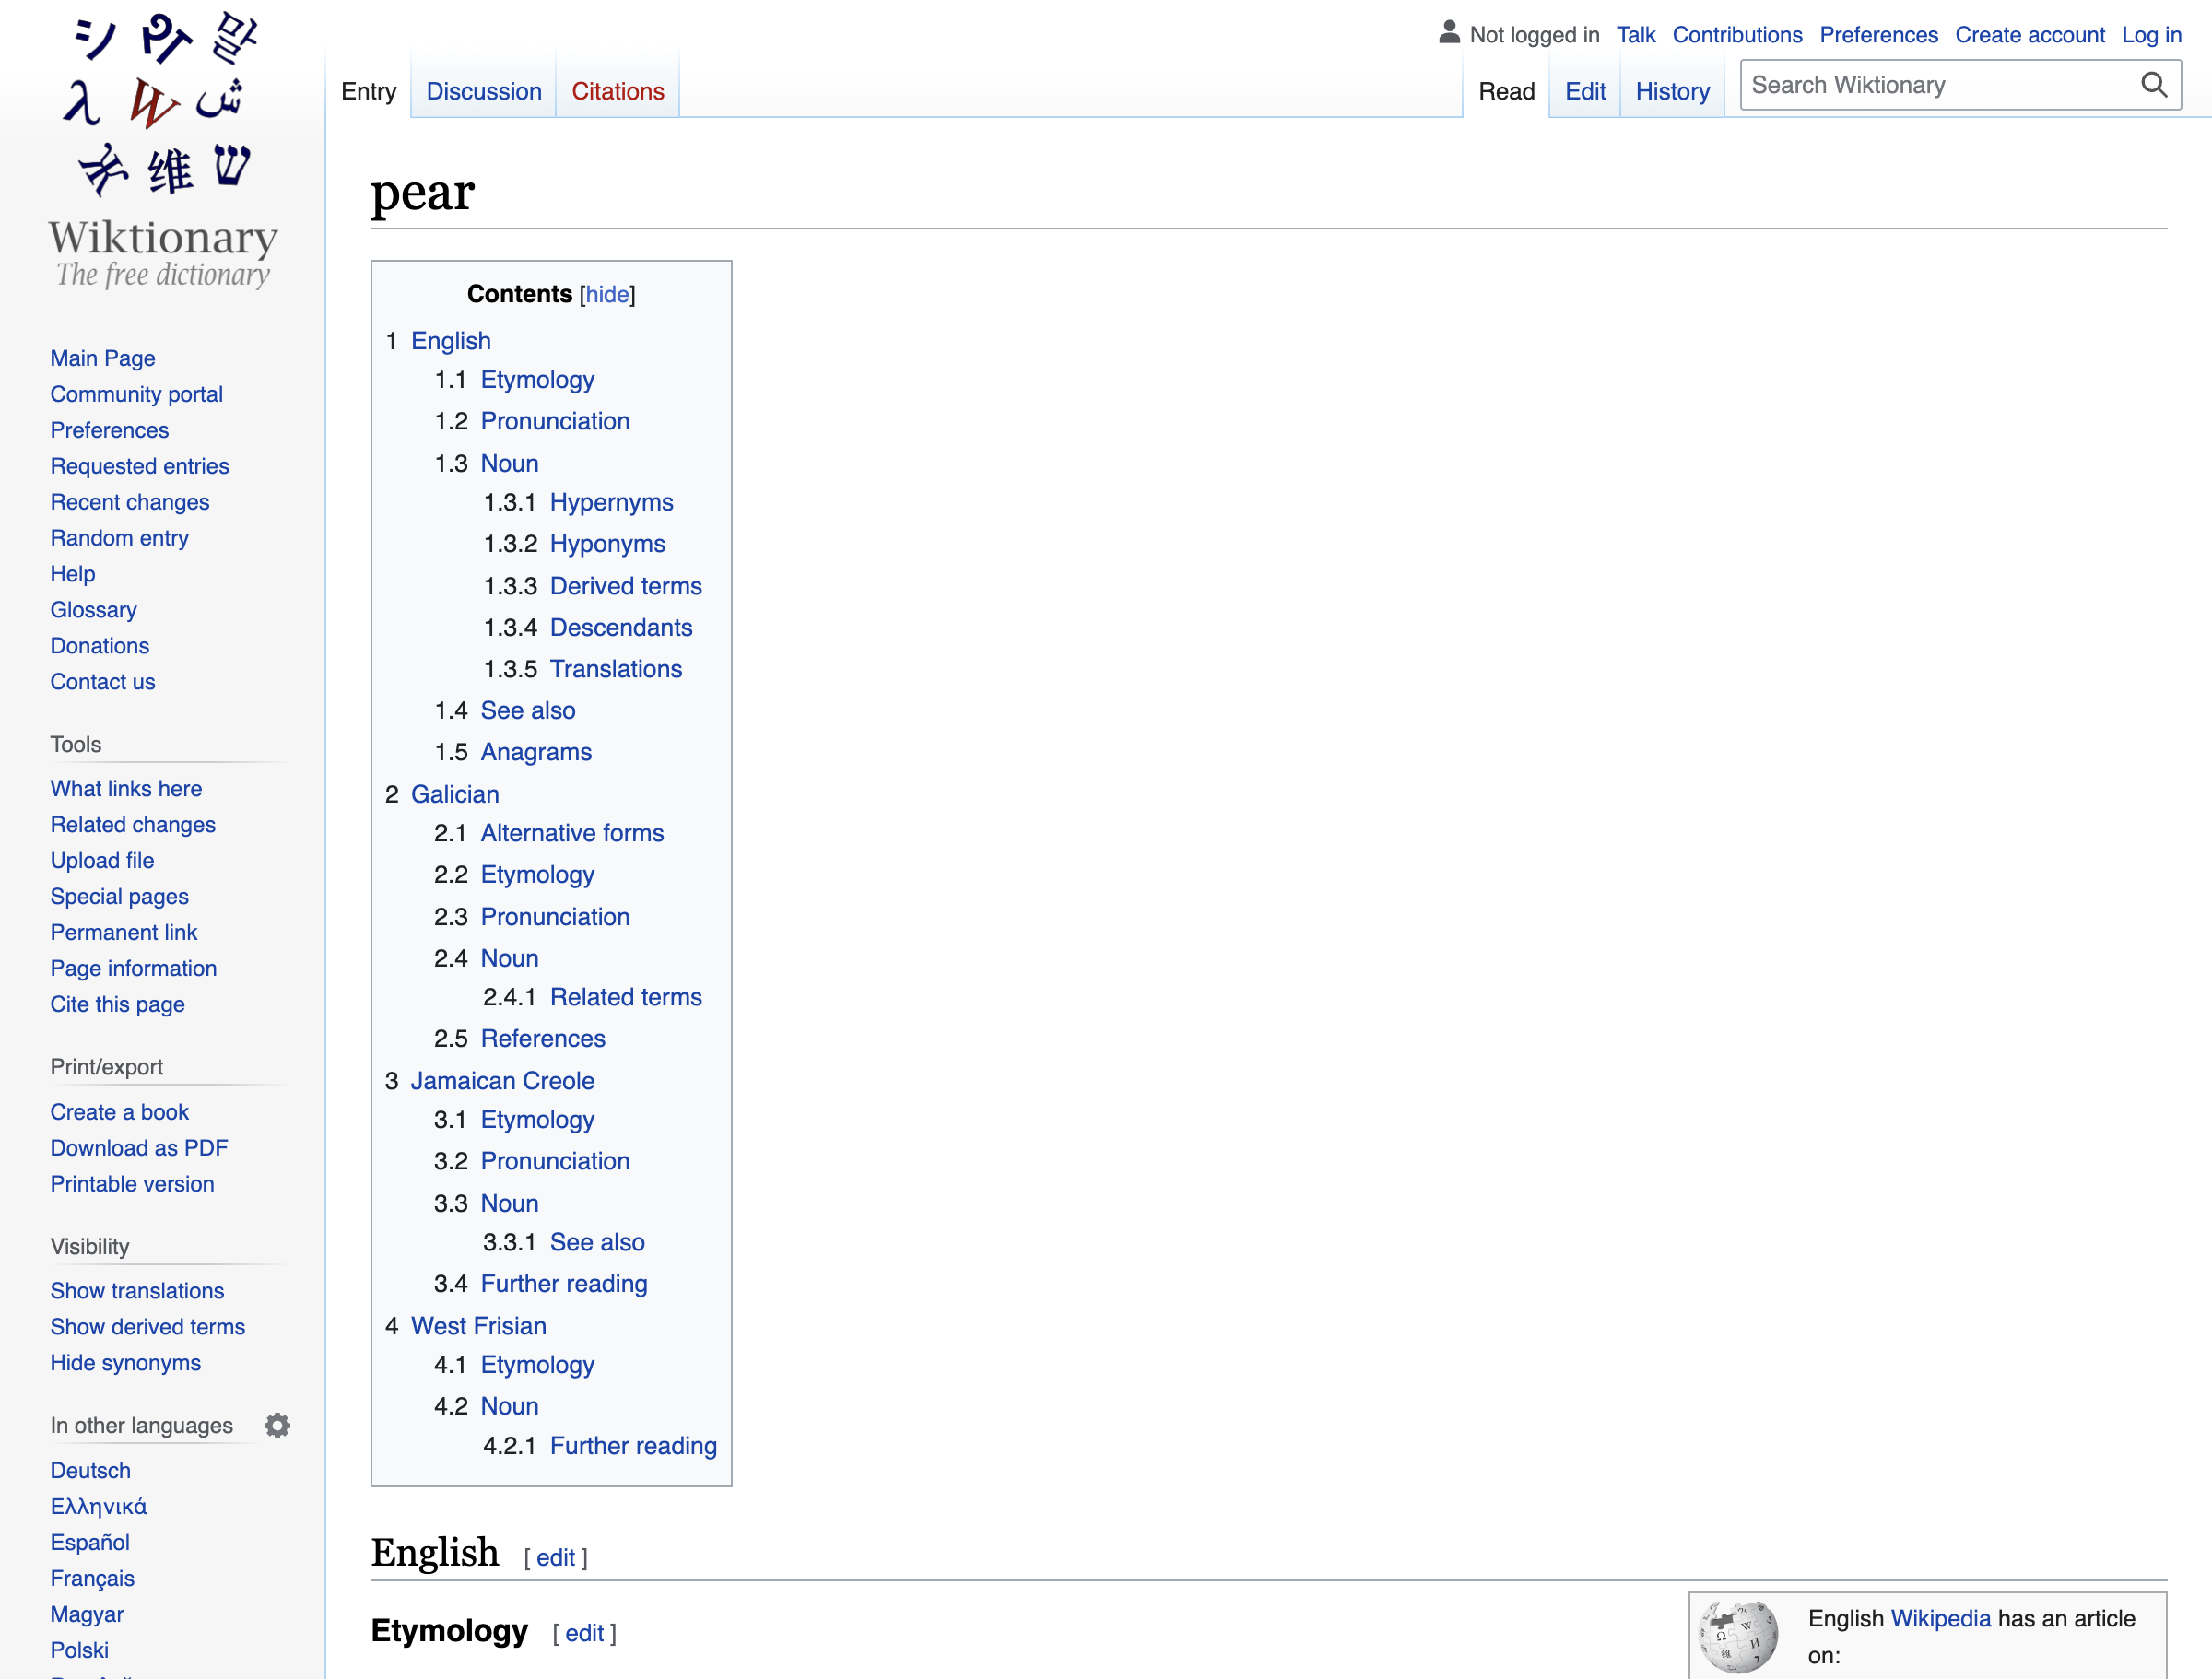 シ
말
λ W ش
维 ש
Wiktionary
The free dictionary
Not logged in Talk Contributions Preferences Create account Log in
Entry Discussion Citations Read Edit History Search Wiktionary
Main Page
Community portal
Preferences
Requested entries
Recent changes
Random entry
Help
Glossary
Donations
Contact us
Tools
What links here
Related changes
Upload file
Special pages
Permanent link
Page information
Cite this page
Print/export
Create a book
Download as PDF
Printable version
Visibility
Show translations
Show derived terms
Hide synonyms
In other languages
Deutsch
Ελληνικά
Español
Français
Magyar
Polski
pear
Contents [hide]
1 English
1.1 Etymology
1.2 Pronunciation
1.3 Noun
1.3.1 Hypernyms
1.3.2 Hyponyms
1.3.3 Derived terms
1.3.4 Descendants
1.3.5 Translations
1.4 See also
1.5 Anagrams
2 Galician
2.1 Alternative forms
2.2 Etymology
2.3 Pronunciation
2.4 Noun
2.4.1 Related terms
2.5 References
3 Jamaican Creole
3.1 Etymology
3.2 Pronunciation
3.3 Noun
3.3.1 See also
3.4 Further reading
4 West Frisian
4.1 Etymology
4.2 Noun
4.2.1 Further reading
English [ edit ]
Etymology [ edit ]
English Wikipedia has an article
on: